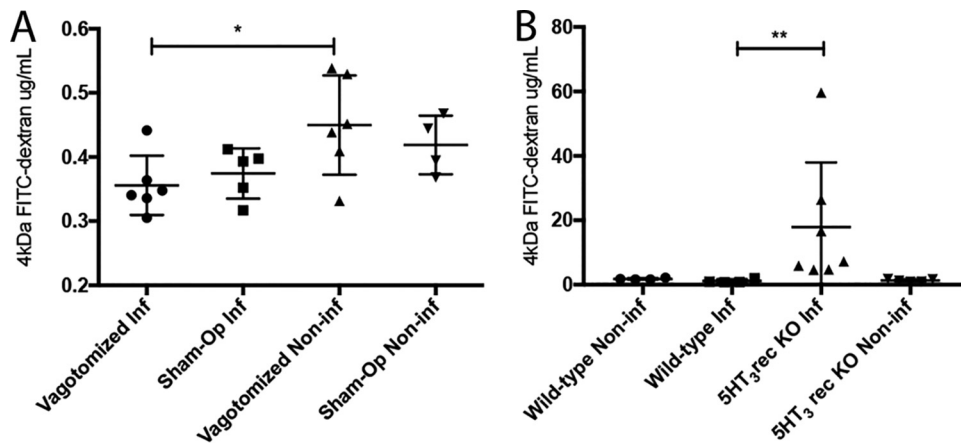 A
4kDa FITC-dextran ug/mL
0.6
0.5
0.4
0.3
0.2
*
Vagotomized Inf
Sham-Op Inf
Vagotomized Non-inf
Sham-Op Non-inf
B
4kDa FITC-dextran ug/mL
80
60
40
20
0
**
Wild-type Non-inf
Wild-type Inf
5HT₃rec KO Inf
5HT₃ rec KO Non-inf